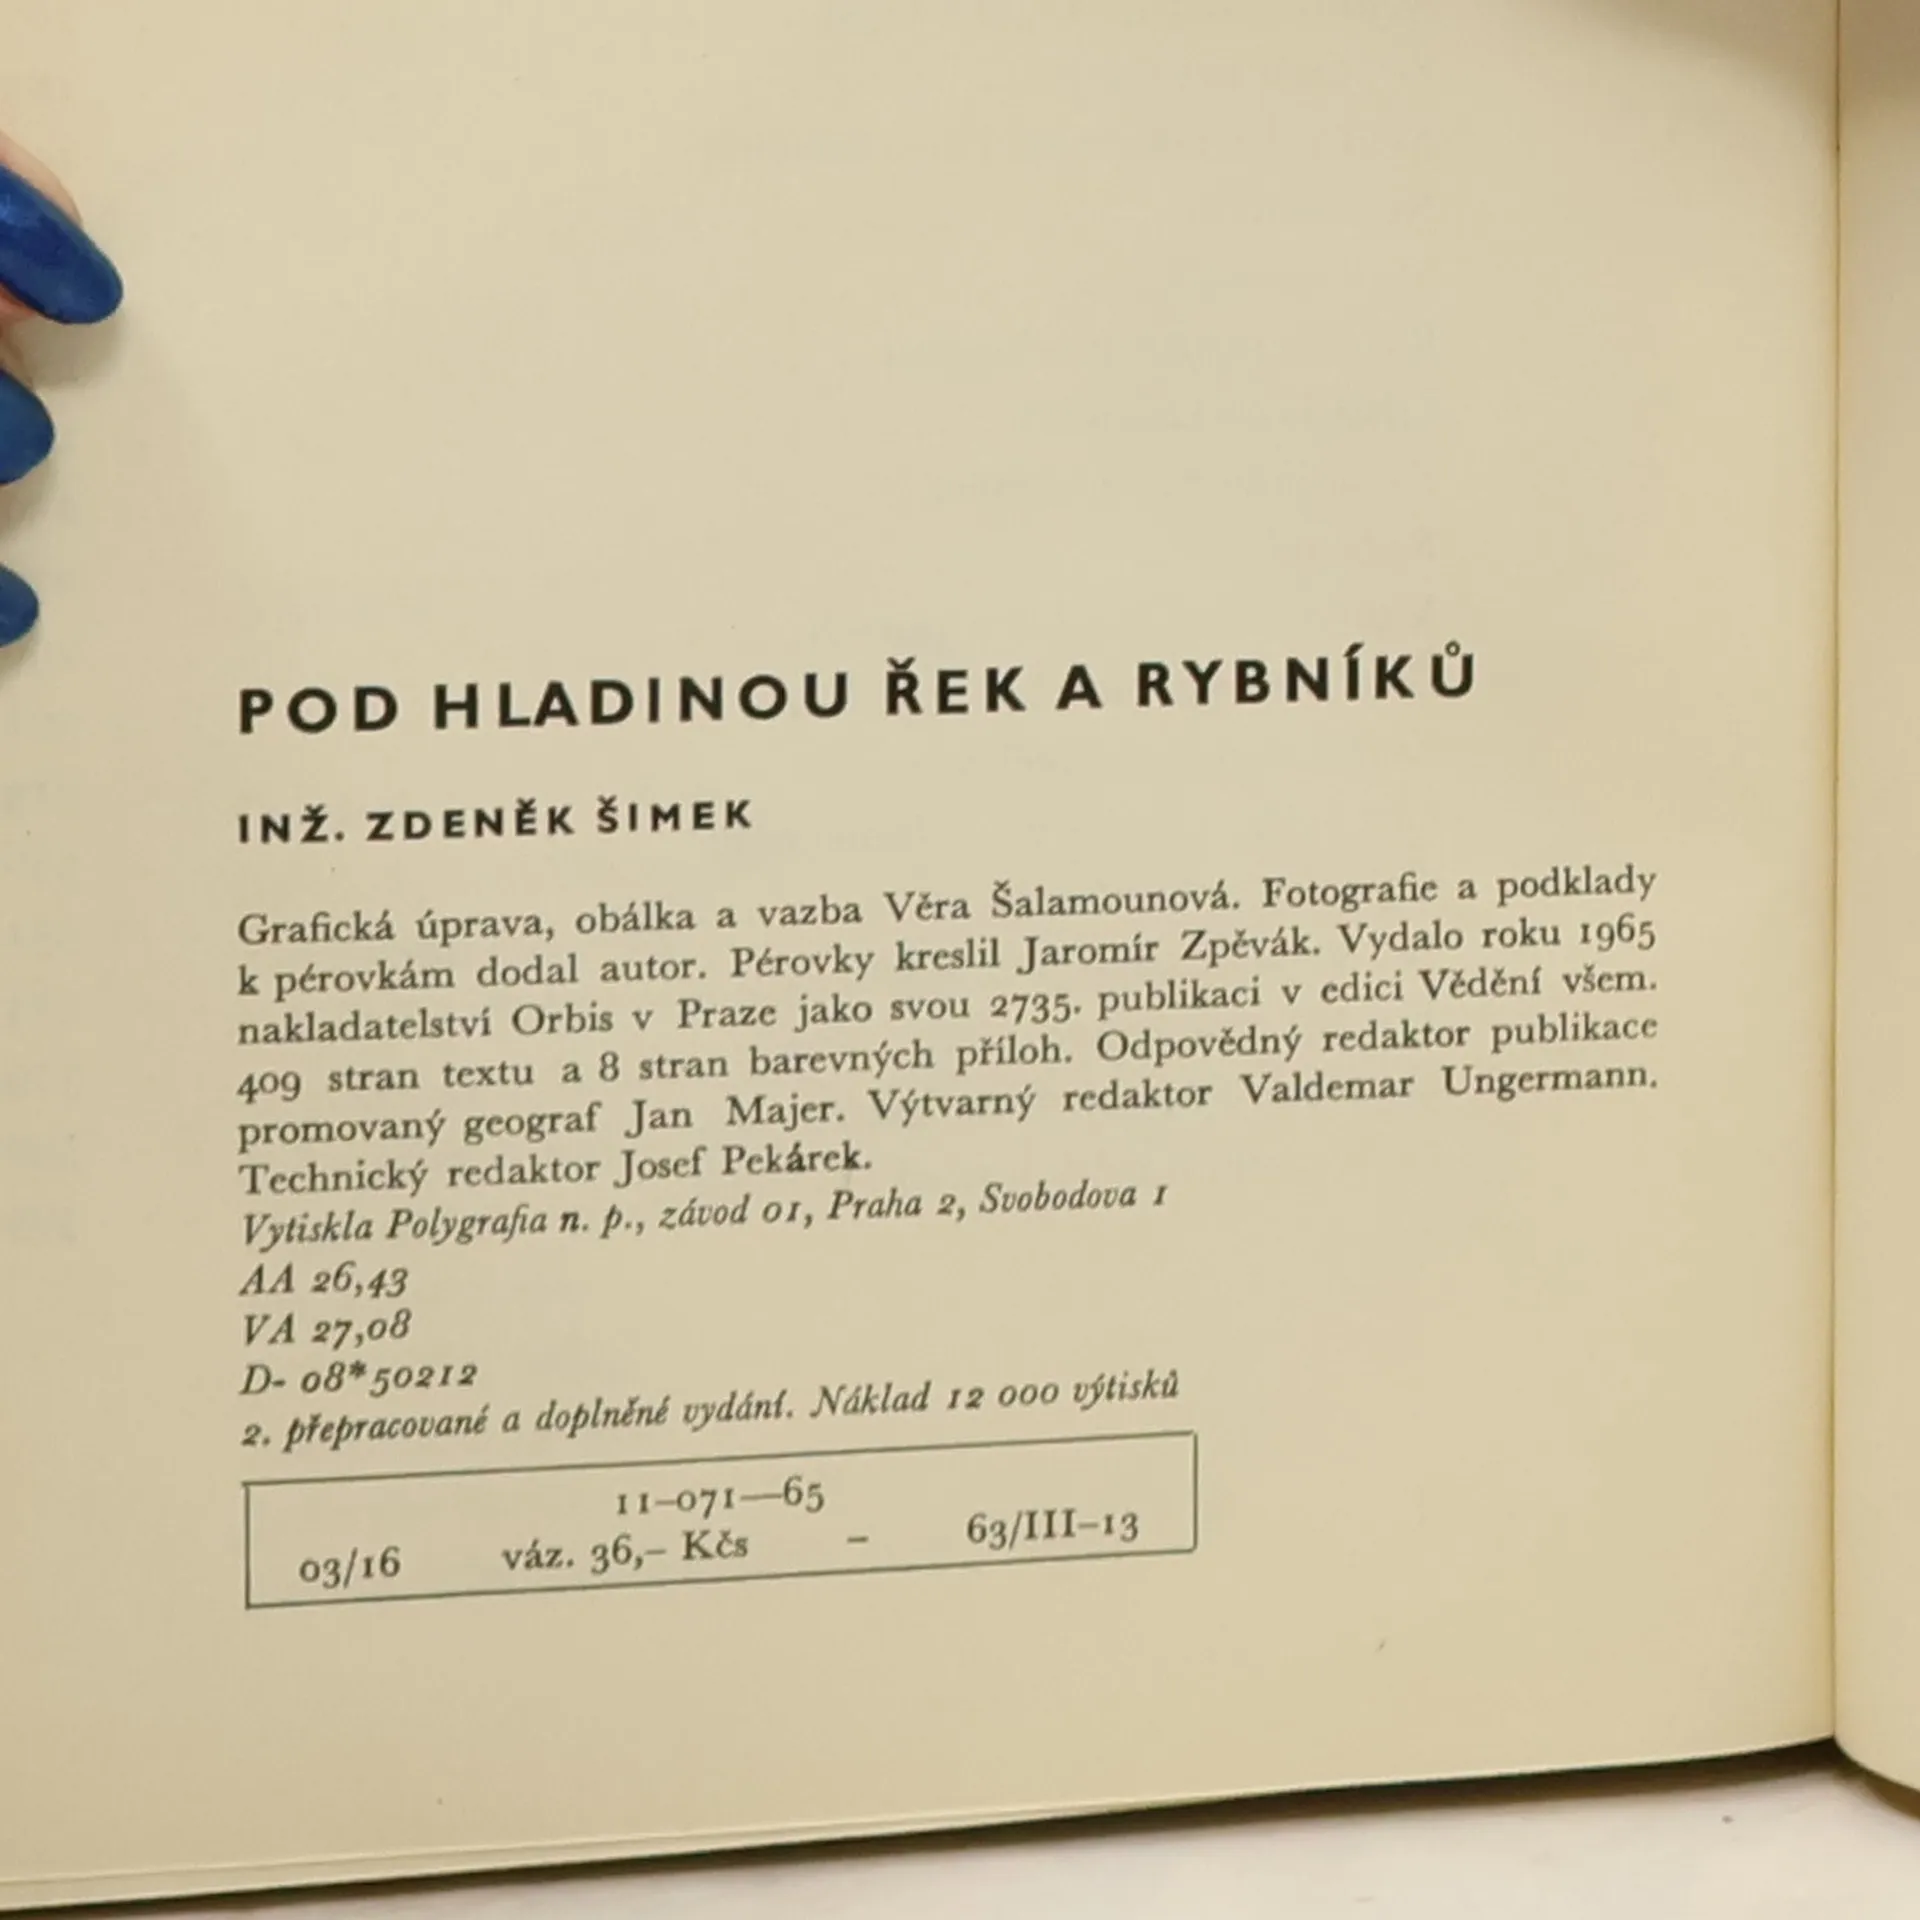 POD HLADINOU ŘEK A RYBNÍKŮ
INŽ. ZDENĚK ŠIMEK
Grafická úprava, obálka a vazba Věra Šalamounová. Fotografie a podklady
k pérovkám dodal autor. Pérovky kreslil Jaromír Zpěvák. Vydalo roku 1965
nakladatelství Orbis v Praze jako svou 2735. publikaci v edici Vědění všem.
409 stran textu a 8 stran barevných příloh. Odpovědný redaktor publikace
promovaný geograf Jan Majer. Výtvarný redaktor Valdemar Ungermann.
Technický redaktor Josef Pekárek.
Vytiskla Polygrafia n. p., závod 01, Praha 2, Svobodova 1
AA 26,43
VA 27,08
D- 08*50212
2. přepracované a doplněné vydání. Náklad 12 000 výtisků
11–071—65
03/16 váz. 36,– Kčs – 63/III–13